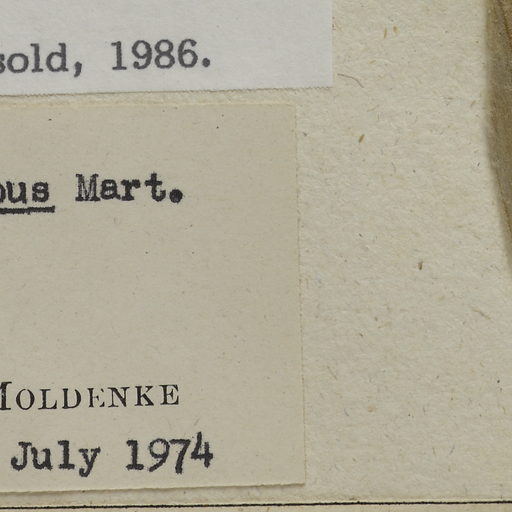 sold, 1986.
ous Mart.
MOLDENKE
July 1974